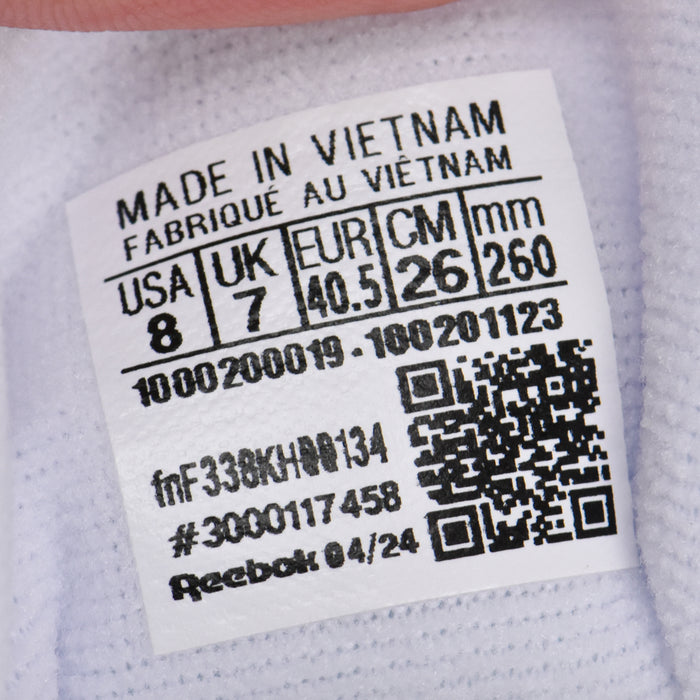 MADE IN VIETNAM
FABRIQUÉ AU VIÊTNAM
USA UK EUR CM mm
8 7 40.5 26 260
1000200019 · 100201123
fnF338KH00134
#3000117458
Reebok 04/24